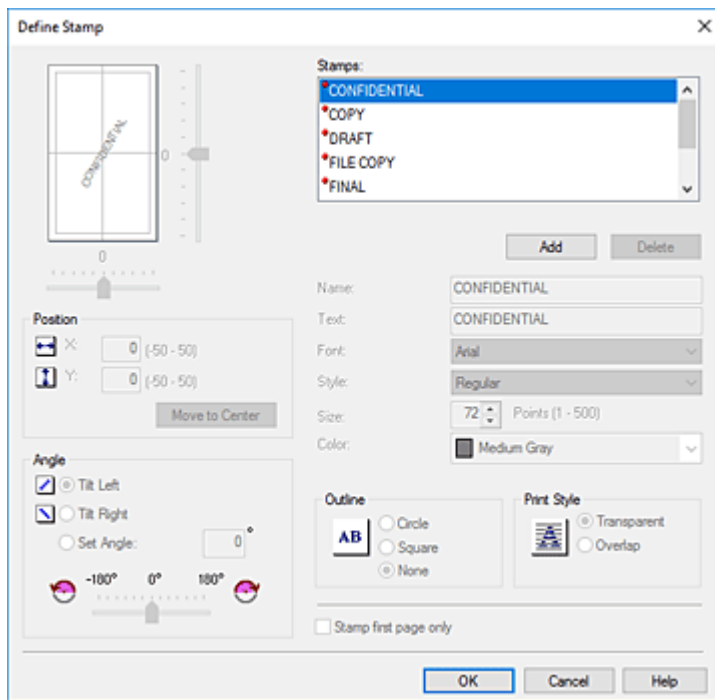 Define Stamp
CONFIDENTIAL
0
0
Position
X: 0 (-50 - 50)
Y: 0 (-50 - 50)
Move to Center
Angle
Tilt Left
Tilt Right
Set Angle: 0 °
-180° 0° 180°
Stamps:
CONFIDENTIAL
COPY
DRAFT
FILE COPY
FINAL
Add Delete
Name: CONFIDENTIAL
Text: CONFIDENTIAL
Font: Arial
Style: Regular
Size: 72 Points (1 - 500)
Color: Medium Gray
Outline
AB
Circle
Square
None
Print Style
A
Transparent
Overlap
Stamp first page only
OK Cancel Help